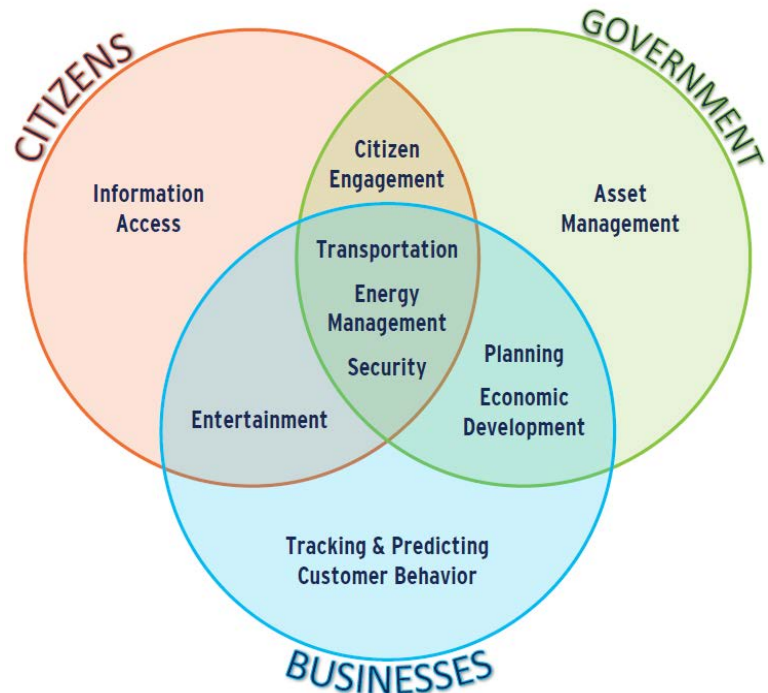 CITIZENS
GOVERNMENT
Citizen
Engagement
Information
Access
Asset
Management
Transportation
Energy
Management
Security
Planning
Economic
Development
Entertainment
Tracking & Predicting
Customer Behavior
BUSINESSES